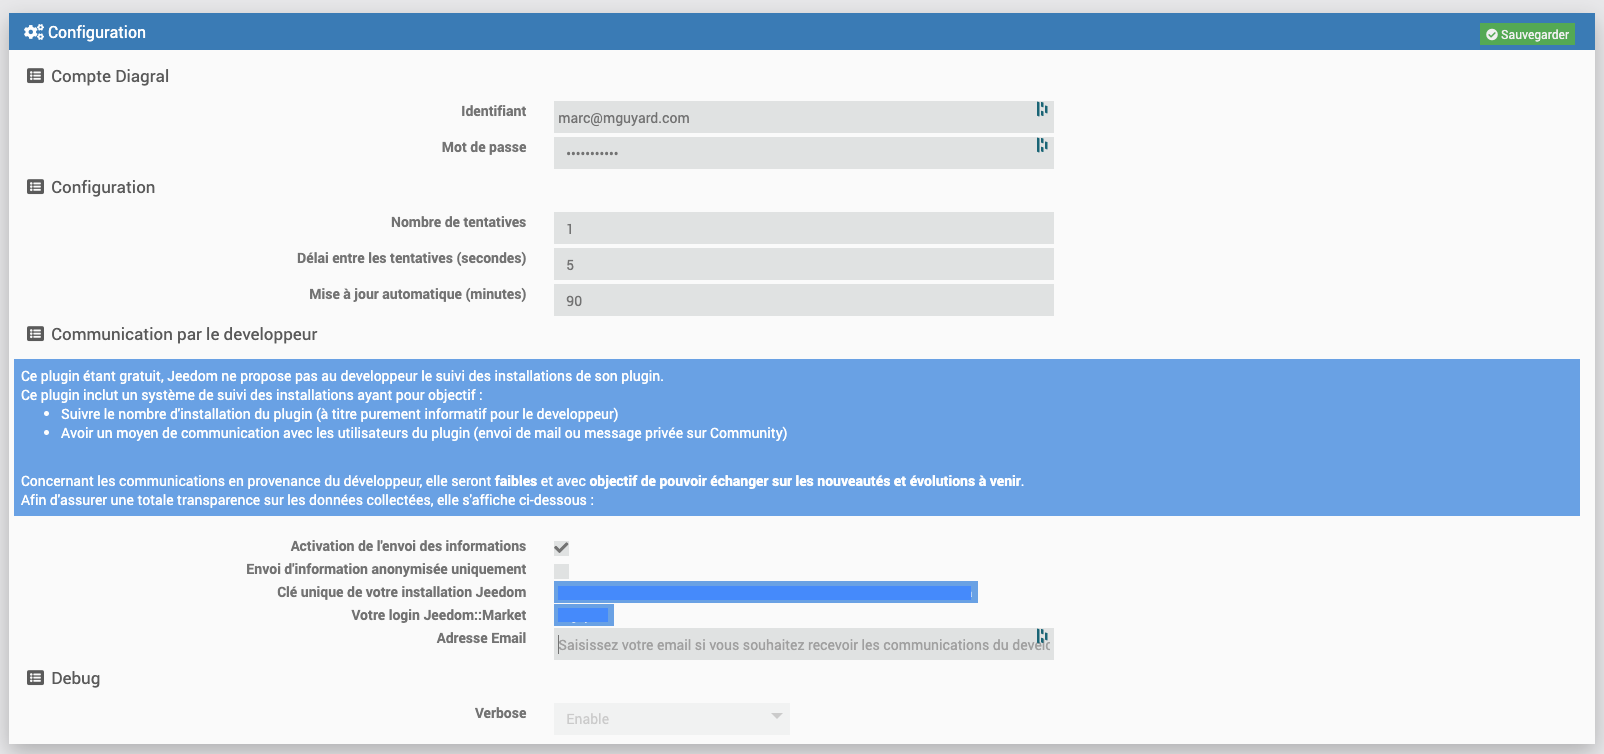 Configuration
Sauvegarder
Compte Diagral
Identifiant
marc@mguyard.com
Mot de passe
•••••••••••
Configuration
Nombre de tentatives
1
Délai entre les tentatives (secondes)
5
Mise à jour automatique (minutes)
90
Communication par le developpeur
Ce plugin étant gratuit, Jeedom ne propose pas au developpeur le suivi des installations de son plugin.
Ce plugin inclut un système de suivi des installations ayant pour objectif :
• Suivre le nombre d'installation du plugin (à titre purement informatif pour le developpeur)
• Avoir un moyen de communication avec les utilisateurs du plugin (envoi de mail ou message privée sur Community)
Concernant les communications en provenance du développeur, elle seront faibles et avec objectif de pouvoir échanger sur les nouveautés et évolutions à venir.
Afin d'assurer une totale transparence sur les données collectées, elle s'affiche ci-dessous :
Activation de l'envoi des informations
Envoi d'information anonymisée uniquement
Clé unique de votre installation Jeedom
Votre login Jeedom::Market
Adresse Email
Saisissez votre email si vous souhaitez recevoir les communications du
Debug
Verbose
Enable